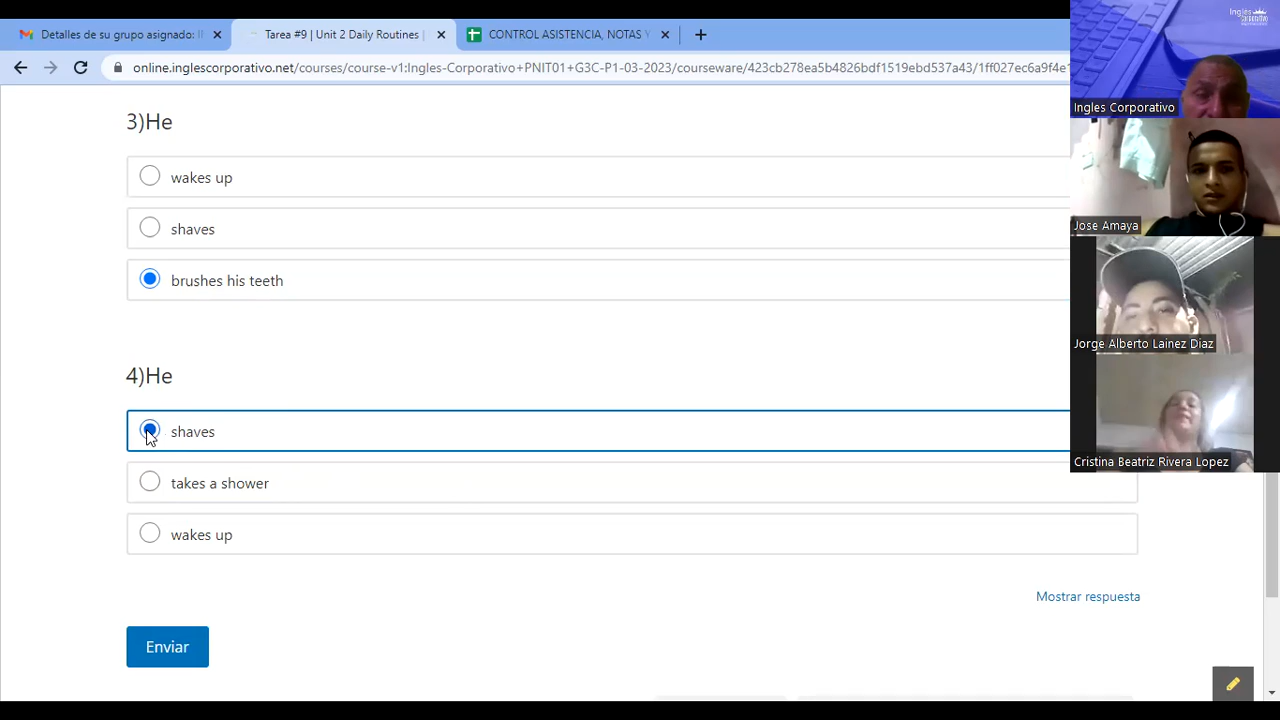 Detalles de su grupo asignado: I
Tarea #9 | Unit 2 Daily Routines |
CONTROL ASISTENCIA, NOTAS Y
online.inglescorporativo.net/courses/course-v1:Ingles-Corporativo+PNIT01+G3C-P1-03-2023/courseware/423cb278ea5b4826bdf1519ebd537a43/1ff027ec6a9f4e1
3)He
wakes up
shaves
brushes his teeth
4)He
shaves
takes a shower
wakes up
Mostrar respuesta
Enviar
Ingles
Ingles Corporativo
Jose Amaya
Jorge Alberto Lainez Diaz
Cristina Beatriz Rivera Lopez